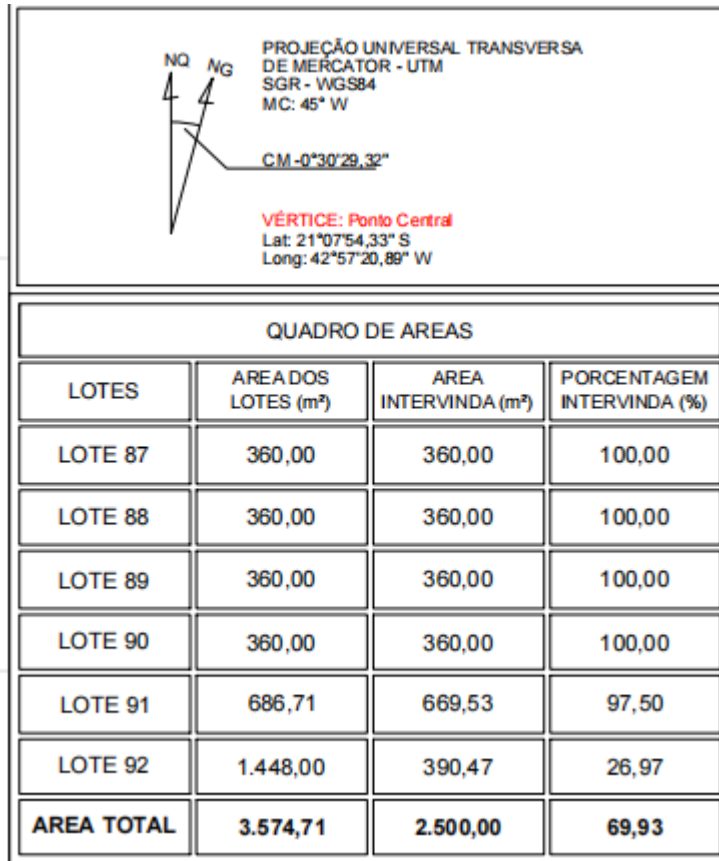 NQ NG
PROJEÇÃO UNIVERSAL TRANSVERSA
DE MERCATOR - UTM
SGR - WGS84
MC: 45° W
CM -0°30'29,32"
VÉRTICE: Ponto Central
Lat: 21°07'54,33" S
Long: 42°57'20,89" W
QUADRO DE AREAS
LOTES
AREA DOS
LOTES (m²)
AREA
INTERVINDA (m²)
PORCENTAGEM
INTERVINDA (%)
LOTE 87 360,00 360,00 100,00
LOTE 88 360,00 360,00 100,00
LOTE 89 360,00 360,00 100,00
LOTE 90 360,00 360,00 100,00
LOTE 91 686,71 669,53 97,50
LOTE 92 1.448,00 390,47 26,97
AREA TOTAL 3.574,71 2.500,00 69,93